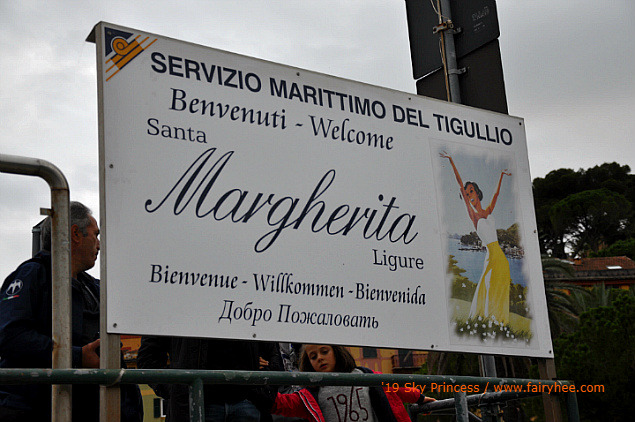 SERVIZIO MARITTIMO DEL TIGULLIO
Benvenuti - Welcome
Santa
Margherita
Ligure
Bienvenue - Willkommen - Bienvenida
Добро Пожаловать
1965
'19 Sky Princess / www.fairyhee.com